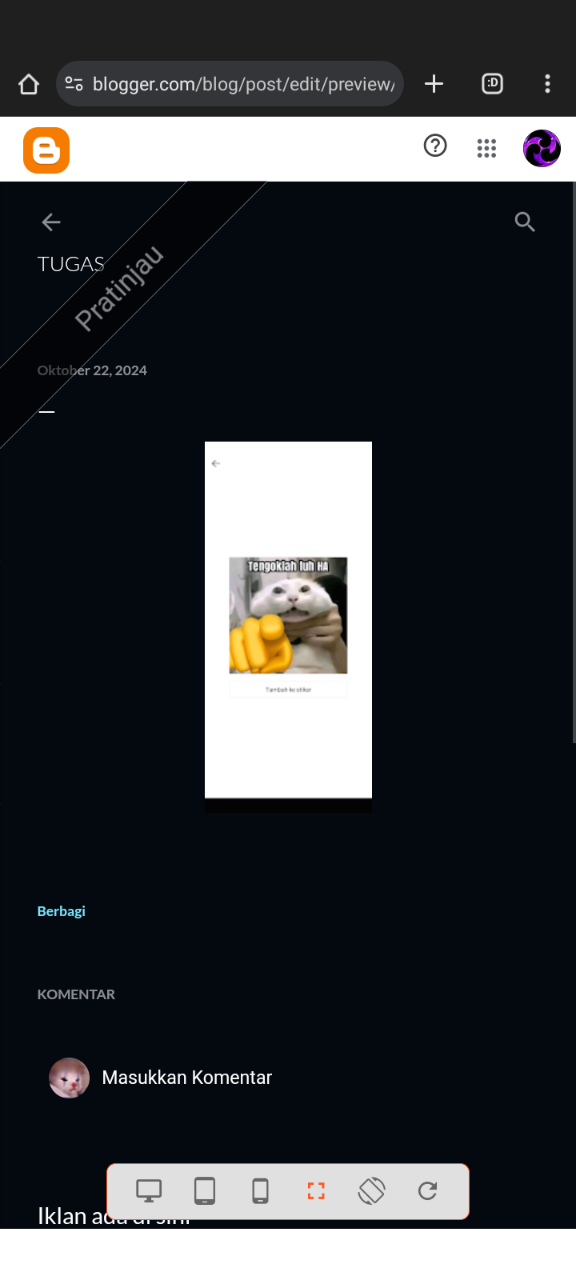 :D
blogger.com/blog/post/edit/preview/
TUGAS
Pratinjau
Oktober 22, 2024
Tengoklah luh HA
Tambah ke stiker
Berbagi
KOMENTAR
Masukkan Komentar
Iklan ada di sini